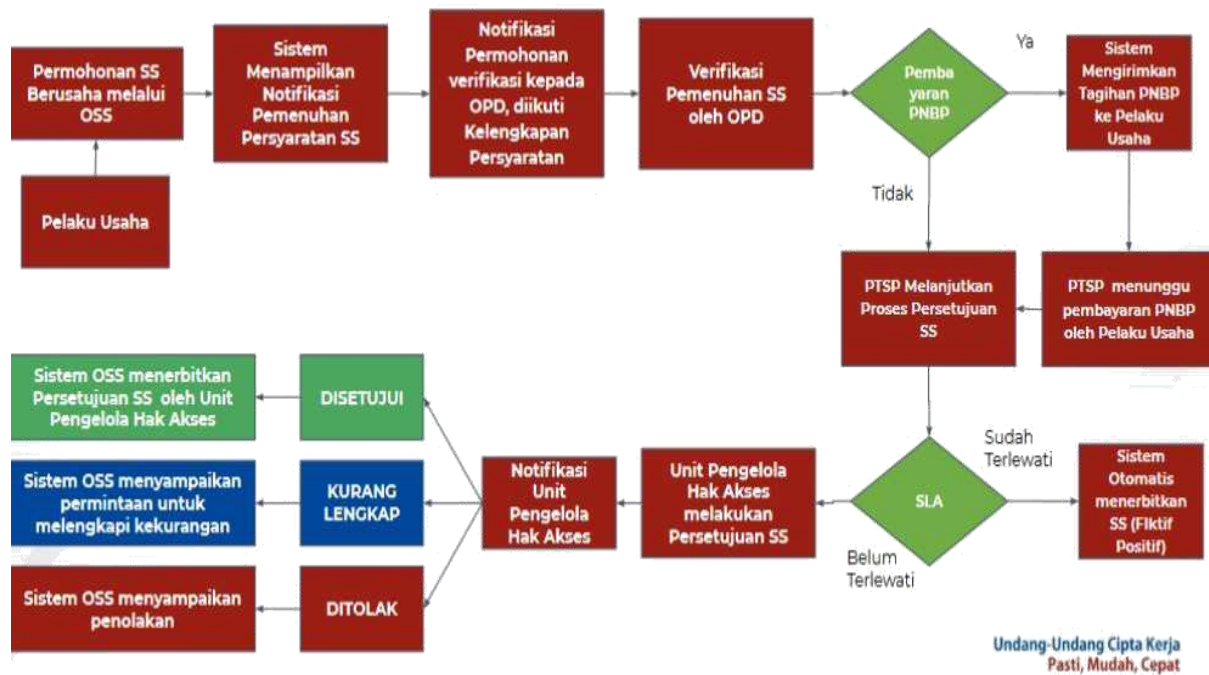 Permohonan SS
Berusaha melalui
OSS
Sistem
Menampilkan
Notifikasi
Pemenuhan
Persyaratan SS
Notifikasi
Permohonan
verifikasi kepada
OPD, diikuti
Kelengkapan
Persyaratan
Verifikasi
Pemenuhan SS
oleh OPD
Pemba
yaran
PNBP
Ya
Sistem
Mengirimkan
Tagihan PNBP
ke Pelaku
Usaha
Pelaku Usaha
Tidak
PTSP Melanjutkan
Proses Persetujuan
SS
PTSP menunggu
pembayaran PNBP
oleh Pelaku Usaha
Sistem OSS menerbitkan
Persetujuan SS oleh Unit
Pengelola Hak Akses
DISETUJUI
Sistem OSS menyampaikan
permintaan untuk
melengkapi kekurangan
KURANG
LENGKAP
Notifikasi
Unit
Pengelola
Hak Akses
Unit Pengelola
Hak Akses
melakukan
Persetujuan SS
SLA
Sudah
Terlewati
Belum
Terlewati
Sistem
Otomatis
menerbitkan
SS (FIktif
Positif)
Sistem OSS menyampaikan
penolakan
DITOLAK
Undang-Undang Cipta Kerja
Pasti, Mudah, Cepat